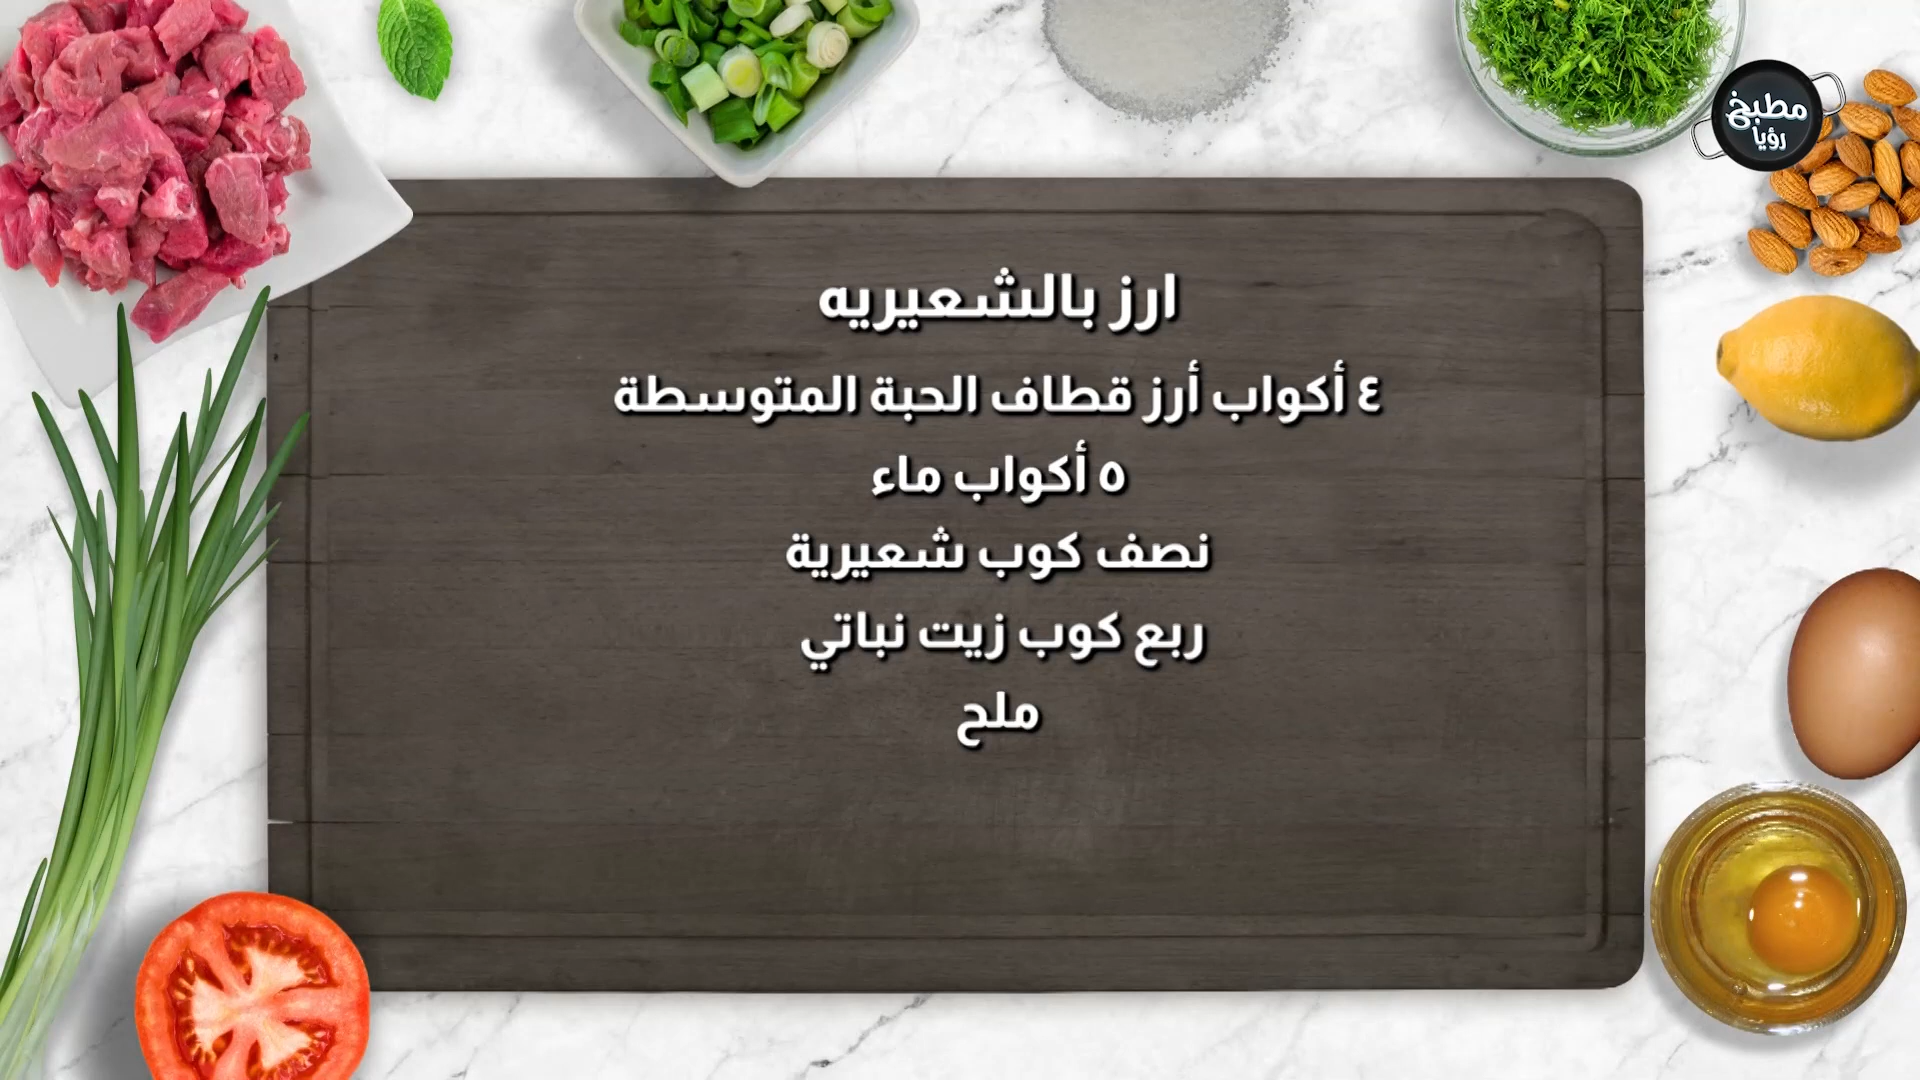 مطبخ
رؤيا
ارز بالشعيريه
٤ أكواب أرز قطاف الحبة المتوسطة
٥ أكواب ماء
نصف كوب شعيرية
ربع كوب زيت نباتي
ملح